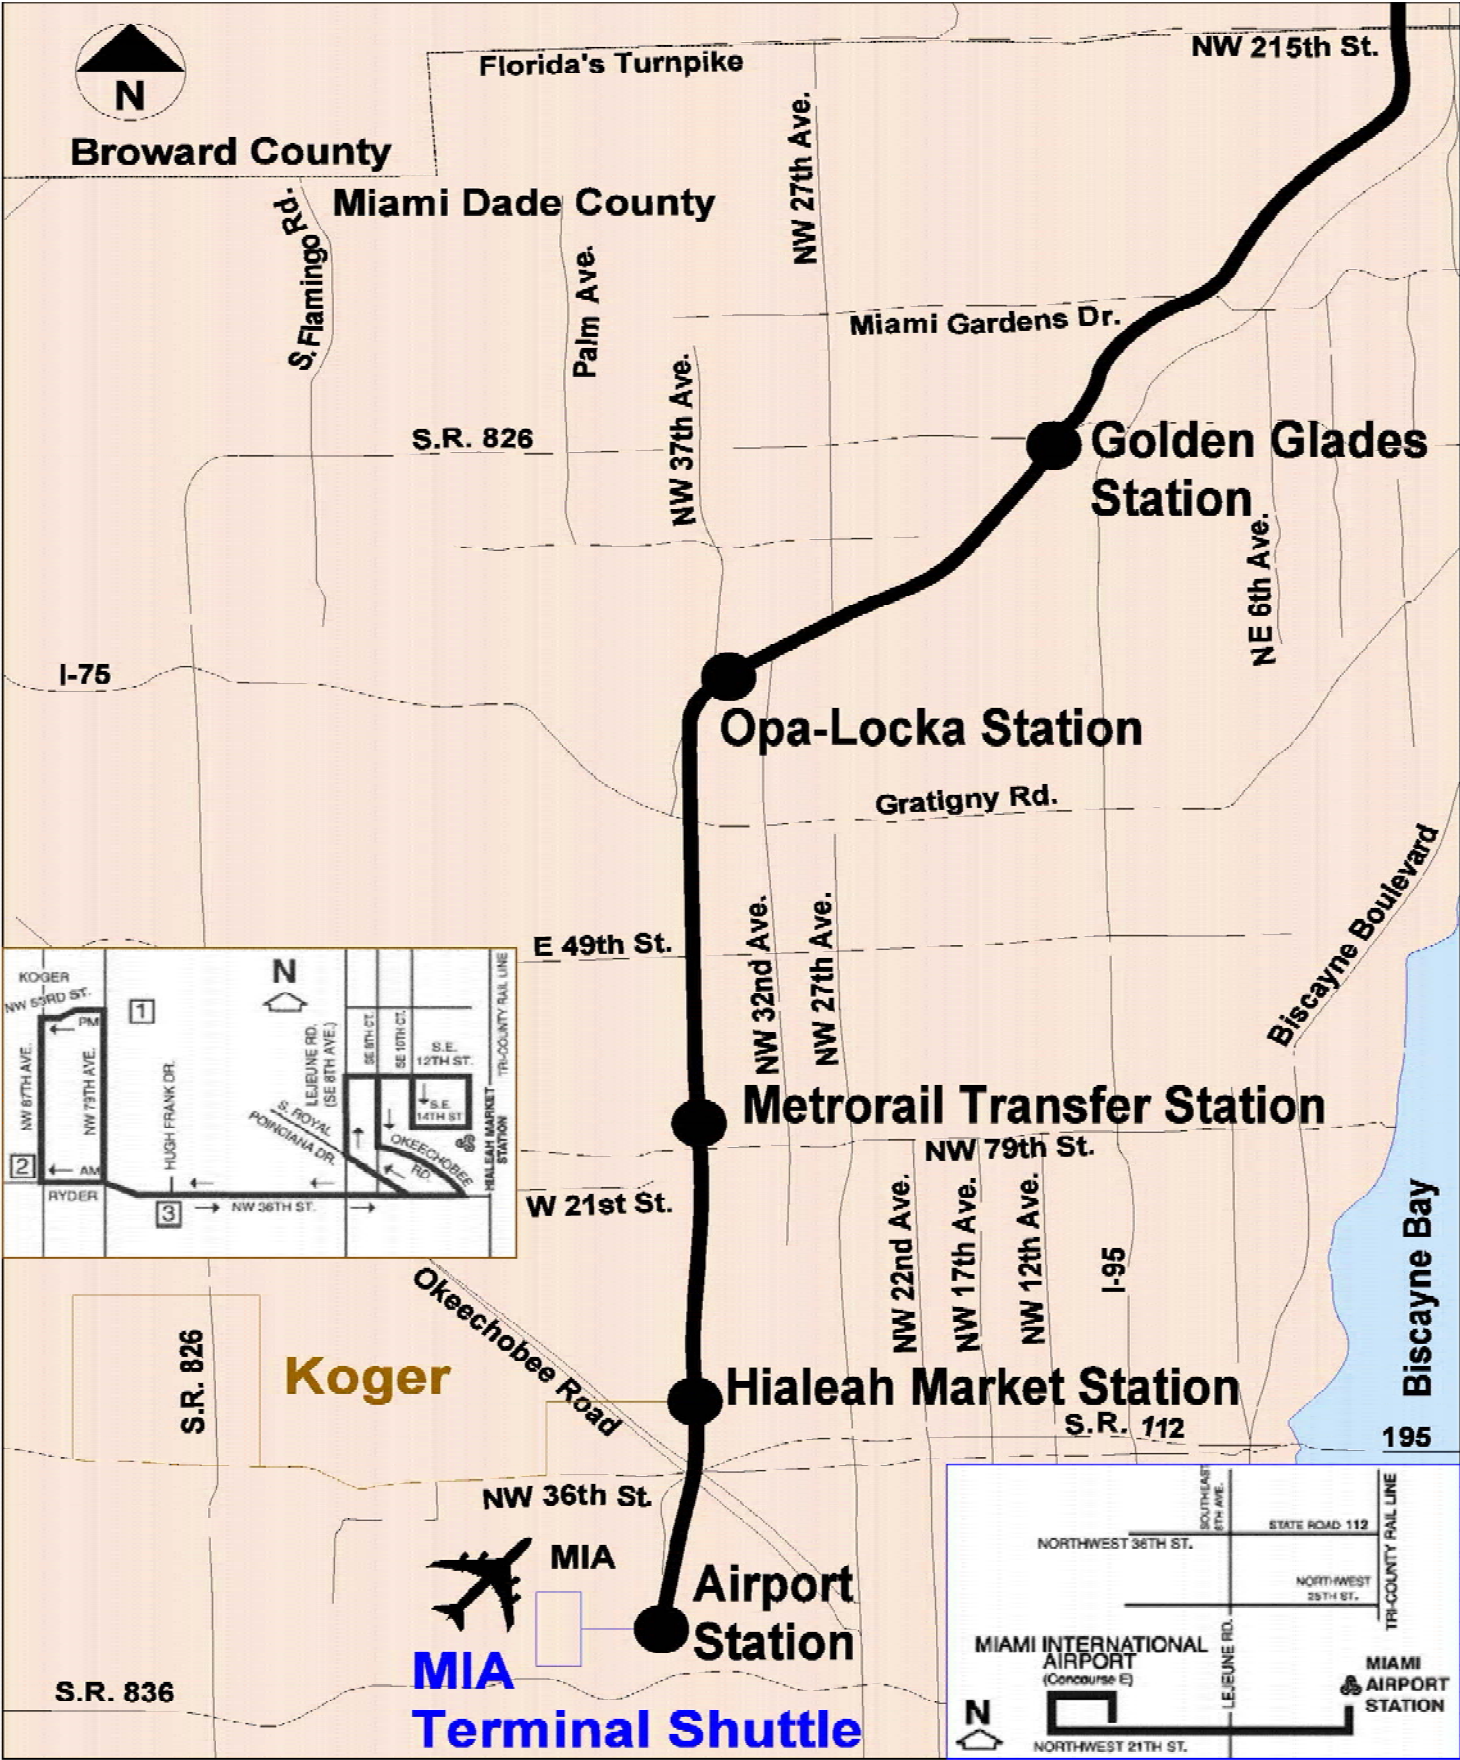 NW 215th St.
Florida's Turnpike
N
Broward County
Miami Dade County
S. Flamingo Rd.
Palm Ave.
NW 27th Ave.
Miami Gardens Dr.
NW 37th Ave.
S.R. 826
Golden Glades
Station
NE 6th Ave.
I-75
Opa-Locka Station
Gratigny Rd.
Biscayne Boulevard
E 49th St.
NW 32nd Ave.
NW 27th Ave.
Metrorail Transfer Station
NW 79th St.
W 21st St.
NW 22nd Ave.
NW 17th Ave.
NW 12th Ave.
I-95
Biscayne Bay
Okeechobee Road
S.R. 826
Koger
Hialeah Market Station
S.R. 112
195
NW 36th St.
MIA
Airport
Station
MIA
Terminal Shuttle
S.R. 836
KOGER
NW 53RD ST.
PM
1
N
NW 87TH AVE.
NW 79TH AVE.
HUGH FRANK DR.
LEJEUNE RD.
(SE 8TH AVE.)
SE 9TH CT.
SE 10TH CT.
S.E.
12TH ST.
TRI-COUNTY RAIL LINE
S.E.
14TH ST
S. ROYAL
POINCIANA DR.
OKEECHOBEE
RD.
HIALEAH MARKET
STATION
2
AM
RYDER
3
NW 36TH ST.
SOUTHEAST
8TH AVE.
STATE ROAD 112
NORTHWEST 36TH ST.
NORTHWEST
25TH ST.
TRI-COUNTY RAIL LINE
MIAMI INTERNATIONAL
AIRPORT
(Concourse E)
LEJEUNE RD.
MIAMI
AIRPORT
STATION
N
NORTHWEST 21TH ST.